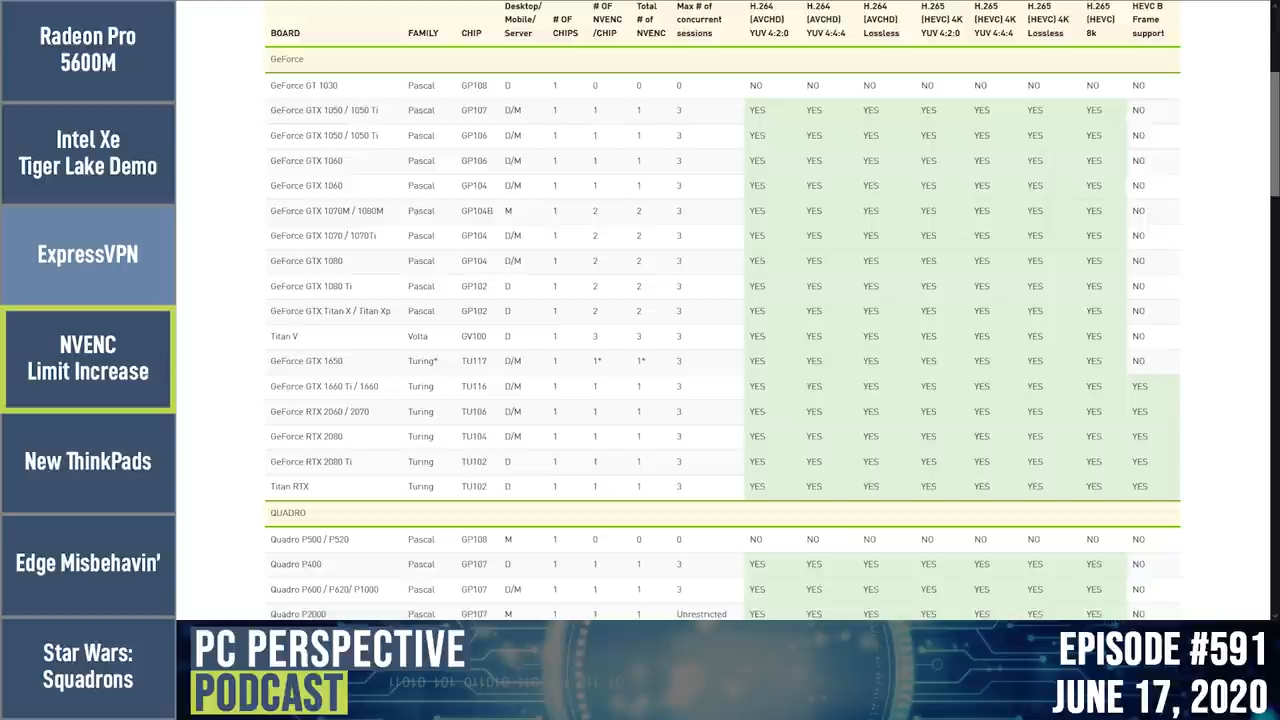 Radeon Pro
5600M
Intel Xe
Tiger Lake Demo
ExpressVPN
NVENC
Limit Increase
New ThinkPads
Edge Misbehavin'
Star Wars:
Squadrons
BOARD FAMILY CHIP Desktop/ Mobile/ Server # OF CHIPS # OF NVENC /CHIP Total # of NVENC Max # of concurrent sessions H.264 (AVCHD) YUV 4:2:0 H.264 (AVCHD) YUV 4:4:4 H.264 (AVCHD) Lossless H.265 (HEVC) 4K YUV 4:2:0 H.265 (HEVC) 4K YUV 4:4:4 H.265 (HEVC) 4K Lossless H.265 (HEVC) 8k HEVC B Frame support
GeForce
GeForce GT 1030 Pascal GP108 D 1 0 0 0 NO NO NO NO NO NO NO NO
GeForce GTX 1050 / 1050 Ti Pascal GP107 D/M 1 1 1 3 YES YES YES YES YES YES YES NO
GeForce GTX 1050 / 1050 Ti Pascal GP106 D/M 1 1 1 3 YES YES YES YES YES YES YES NO
GeForce GTX 1060 Pascal GP106 D/M 1 1 1 3 YES YES YES YES YES YES YES NO
GeForce GTX 1060 Pascal GP104 D/M 1 1 1 3 YES YES YES YES YES YES YES NO
GeForce GTX 1070M / 1080M Pascal GP104B M 1 2 2 3 YES YES YES YES YES YES YES NO
GeForce GTX 1070 / 1070Ti Pascal GP104 D/M 1 2 2 3 YES YES YES YES YES YES YES NO
GeForce GTX 1080 Pascal GP104 D/M 1 2 2 3 YES YES YES YES YES YES YES NO
GeForce GTX 1080 Ti Pascal GP102 D 1 2 2 3 YES YES YES YES YES YES YES NO
GeForce GTX Titan X / Titan Xp Pascal GP102 D 1 2 2 3 YES YES YES YES YES YES YES NO
Titan V Volta GV100 D 1 3 3 3 YES YES YES YES YES YES YES NO
GeForce GTX 1650 Turing* TU117 D/M 1 1* 1* 3 YES YES YES YES YES YES YES NO
GeForce GTX 1660 Ti / 1660 Turing TU116 D/M 1 1 1 3 YES YES YES YES YES YES YES YES
GeForce RTX 2060 / 2070 Turing TU106 D/M 1 1 1 3 YES YES YES YES YES YES YES YES
GeForce RTX 2080 Turing TU104 D/M 1 1 1 3 YES YES YES YES YES YES YES YES
GeForce RTX 2080 Ti Turing TU102 D 1 1 1 3 YES YES YES YES YES YES YES YES
Titan RTX Turing TU102 D 1 1 1 3 YES YES YES YES YES YES YES YES
QUADRO
Quadro P500 / P520 Pascal GP108 M 1 0 0 0 NO NO NO NO NO NO NO NO
Quadro P400 Pascal GP107 D 1 1 1 3 YES YES YES YES YES YES YES NO
Quadro P600 / P620/ P1000 Pascal GP107 D/M 1 1 1 3 YES YES YES YES YES YES YES NO
Quadro P2000 Pascal GP107 M 1 1 1 Unrestricted YES YES YES YES YES YES YES NO
PC PERSPECTIVE
PODCAST
EPISODE #591
JUNE 17, 2020